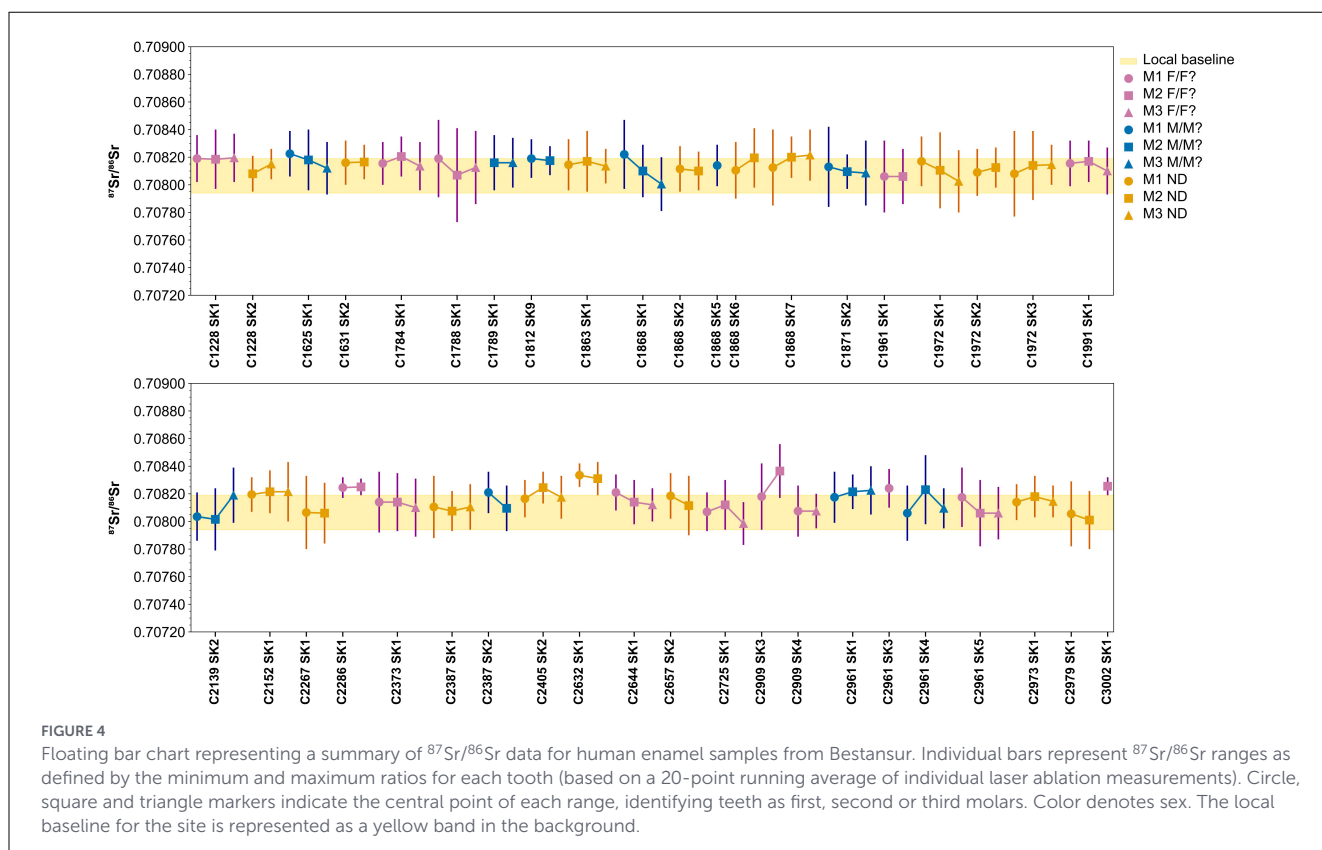 0.70900
0.70880
0.70860
0.70840
0.70820
0.70800
0.70780
0.70760
0.70740
0.70720
⁸⁷Sr/⁸⁶Sr
C1228 SK1
C1228 SK2
C1625 SK1
C1631 SK2
C1784 SK1
C1788 SK1
C1789 SK1
C1812 SK9
C1863 SK1
C1868 SK1
C1868 SK2
C1868 SK5
C1868 SK6
C1868 SK7
C1871 SK2
C1961 SK1
C1972 SK1
C1972 SK2
C1972 SK3
C1991 SK1
Local baseline
M1 F/F?
M2 F/F?
M3 F/F?
M1 M/M?
M2 M/M?
M3 M/M?
M1 ND
M2 ND
M3 ND
0.70900
0.70880
0.70860
0.70840
0.70820
0.70800
0.70780
0.70760
0.70740
0.70720
⁸⁷Sr/⁸⁶Sr
C2139 SK2
C2152 SK1
C2267 SK1
C2286 SK1
C2373 SK1
C2387 SK1
C2387 SK2
C2405 SK2
C2632 SK1
C2644 SK1
C2657 SK2
C2725 SK1
C2909 SK3
C2909 SK4
C2961 SK1
C2961 SK3
C2961 SK4
C2961 SK5
C2973 SK1
C2979 SK1
C3002 SK1
FIGURE 4
Floating bar chart representing a summary of ⁸⁷Sr/⁸⁶Sr data for human enamel samples from Bestansur. Individual bars represent ⁸⁷Sr/⁸⁶Sr ranges as
defined by the minimum and maximum ratios for each tooth (based on a 20-point running average of individual laser ablation measurements). Circle,
square and triangle markers indicate the central point of each range, identifying teeth as first, second or third molars. Color denotes sex. The local
baseline for the site is represented as a yellow band in the background.